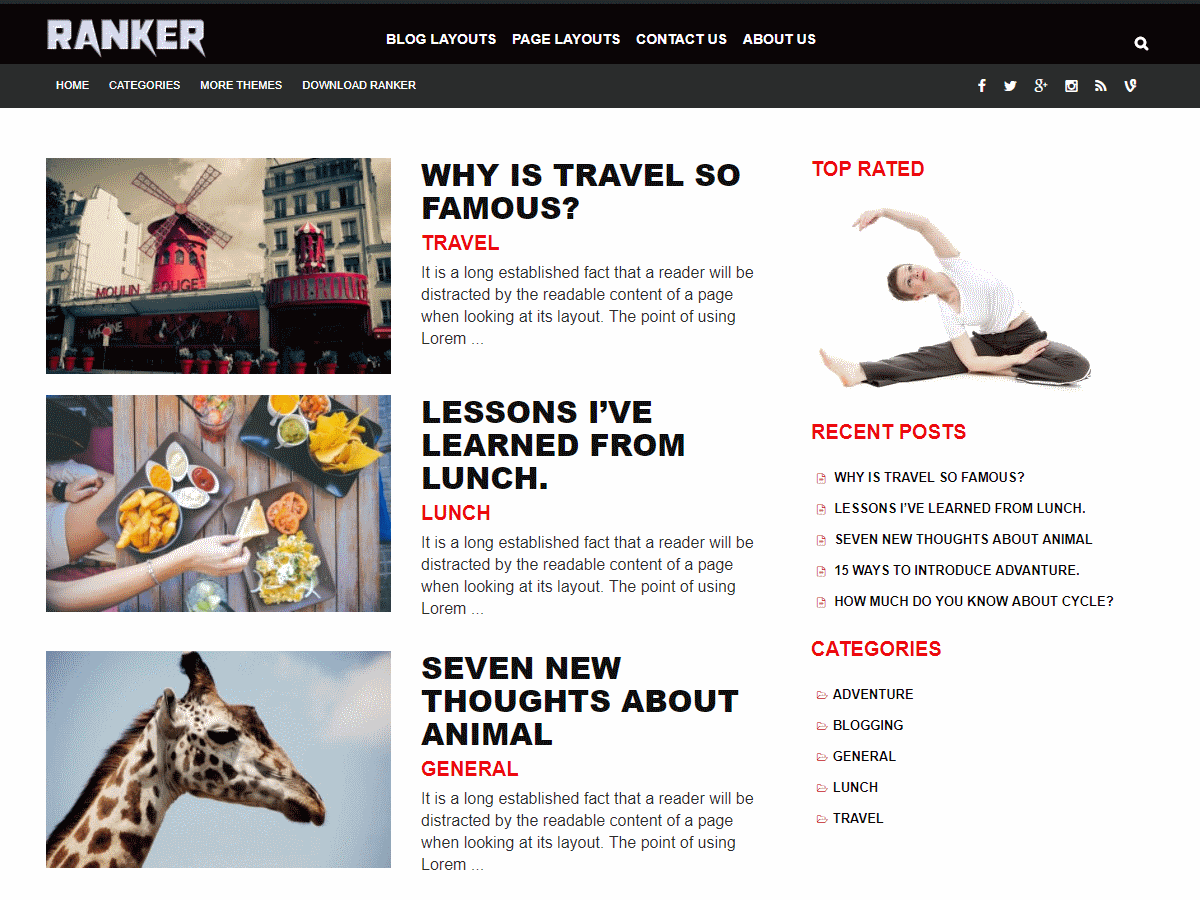 RANKER
BLOG LAYOUTS PAGE LAYOUTS CONTACT US ABOUT US
HOME CATEGORIES MORE THEMES DOWNLOAD RANKER
MOULIN ROUGE
MACHINE
WHY IS TRAVEL SO
FAMOUS?
TRAVEL
It is a long established fact that a reader will be
distracted by the readable content of a page
when looking at its layout. The point of using
Lorem ...
LESSONS I’VE
LEARNED FROM
LUNCH.
LUNCH
It is a long established fact that a reader will be
distracted by the readable content of a page
when looking at its layout. The point of using
Lorem ...
SEVEN NEW
THOUGHTS ABOUT
ANIMAL
GENERAL
It is a long established fact that a reader will be
distracted by the readable content of a page
when looking at its layout. The point of using
Lorem ...
TOP RATED
RECENT POSTS
WHY IS TRAVEL SO FAMOUS?
LESSONS I’VE LEARNED FROM LUNCH.
SEVEN NEW THOUGHTS ABOUT ANIMAL
15 WAYS TO INTRODUCE ADVANTURE.
HOW MUCH DO YOU KNOW ABOUT CYCLE?
CATEGORIES
ADVENTURE
BLOGGING
GENERAL
LUNCH
TRAVEL